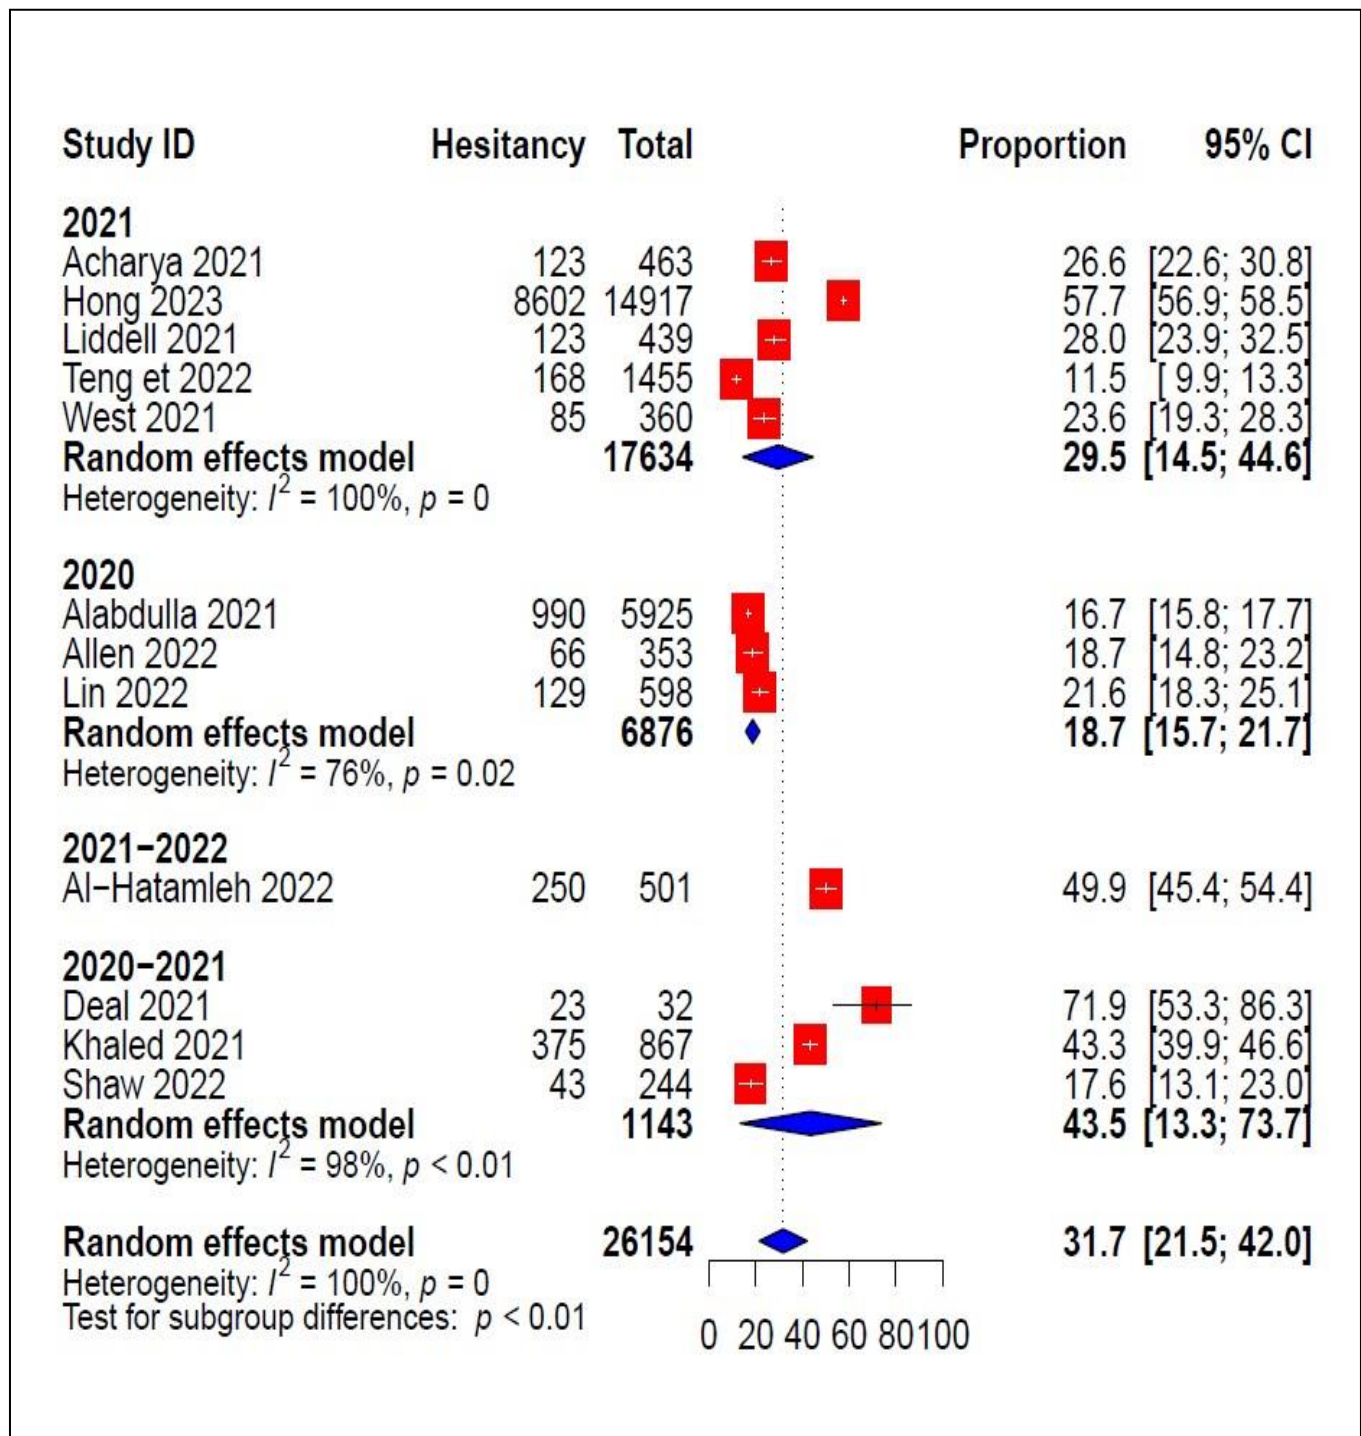 Study ID Hesitancy Total Proportion 95% CI
2021
Acharya 2021 123 463 26.6 [22.6; 30.8]
Hong 2023 8602 14917 57.7 [56.9; 58.5]
Liddell 2021 123 439 28.0 [23.9; 32.5]
Teng et 2022 168 1455 11.5 [ 9.9; 13.3]
West 2021 85 360 23.6 [19.3; 28.3]
Random effects model 17634 29.5 [14.5; 44.6]
Heterogeneity: I² = 100%, p = 0
2020
Alabdulla 2021 990 5925 16.7 [15.8; 17.7]
Allen 2022 66 353 18.7 [14.8; 23.2]
Lin 2022 129 598 21.6 [18.3; 25.1]
Random effects model 6876 18.7 [15.7; 21.7]
Heterogeneity: I² = 76%, p = 0.02
2021−2022
Al−Hatamleh 2022 250 501 49.9 [45.4; 54.4]
2020−2021
Deal 2021 23 32 71.9 [53.3; 86.3]
Khaled 2021 375 867 43.3 [39.9; 46.6]
Shaw 2022 43 244 17.6 [13.1; 23.0]
Random effects model 1143 43.5 [13.3; 73.7]
Heterogeneity: I² = 98%, p < 0.01
Random effects model 26154 31.7 [21.5; 42.0]
Heterogeneity: I² = 100%, p = 0
Test for subgroup differences: p < 0.01
0 20 40 60 80 100